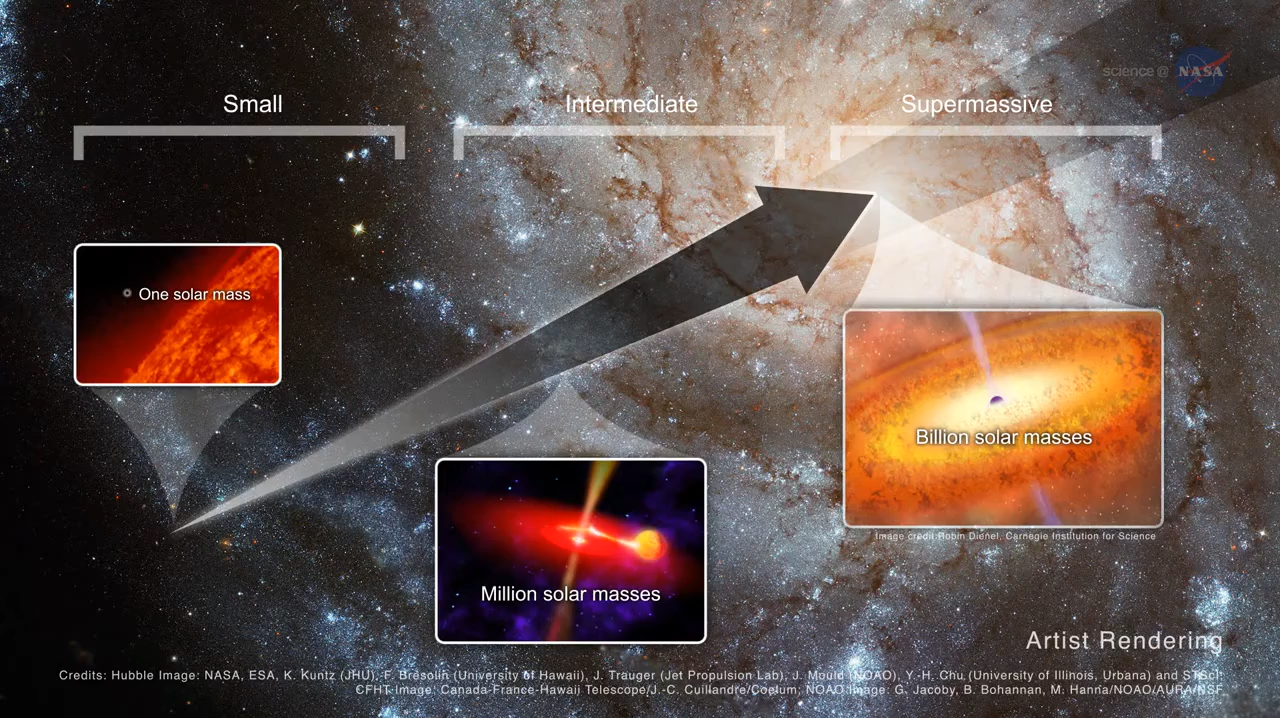 science@ NASA
Small Intermediate Supermassive
One solar mass
Billion solar masses
Image credit Robin Dienel, Carnegie Institution for Science
Million solar masses
Artist Rendering
Credits: Hubble Image: NASA, ESA, K. Kuntz (JHU), F. Bresolin (University of Hawaii), J. Trauger (Jet Propulsion Lab), J. Mould (NOAO), Y.-H. Chu (University of Illinois, Urbana) and STScI;
CFHT Image: Canada-France-Hawaii Telescope/J.-C. Cuillandre/Coelum; NOAO Image: G. Jacoby, B. Bohannan, M. Hanna/NOAO/AURA/NSF